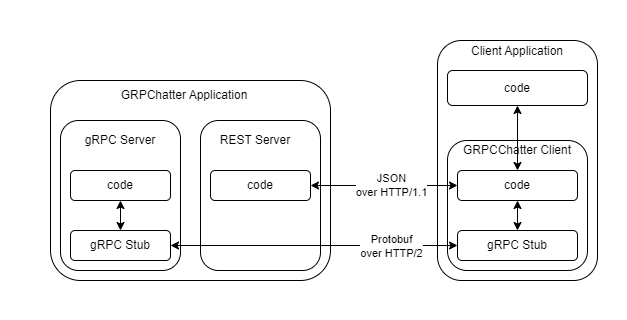 Client Application
code
GRPChatter Application
gRPC Server
REST Server
GRPCChatter Client
code
code
JSON
over HTTP/1.1
code
gRPC Stub
Protobuf
over HTTP/2
gRPC Stub